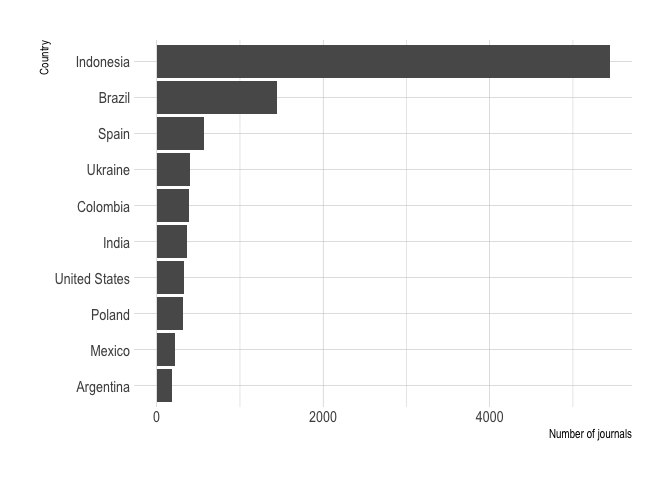 Country
Indonesia
Brazil
Spain
Ukraine
Colombia
India
United States
Poland
Mexico
Argentina
0 2000 4000
Number of journals